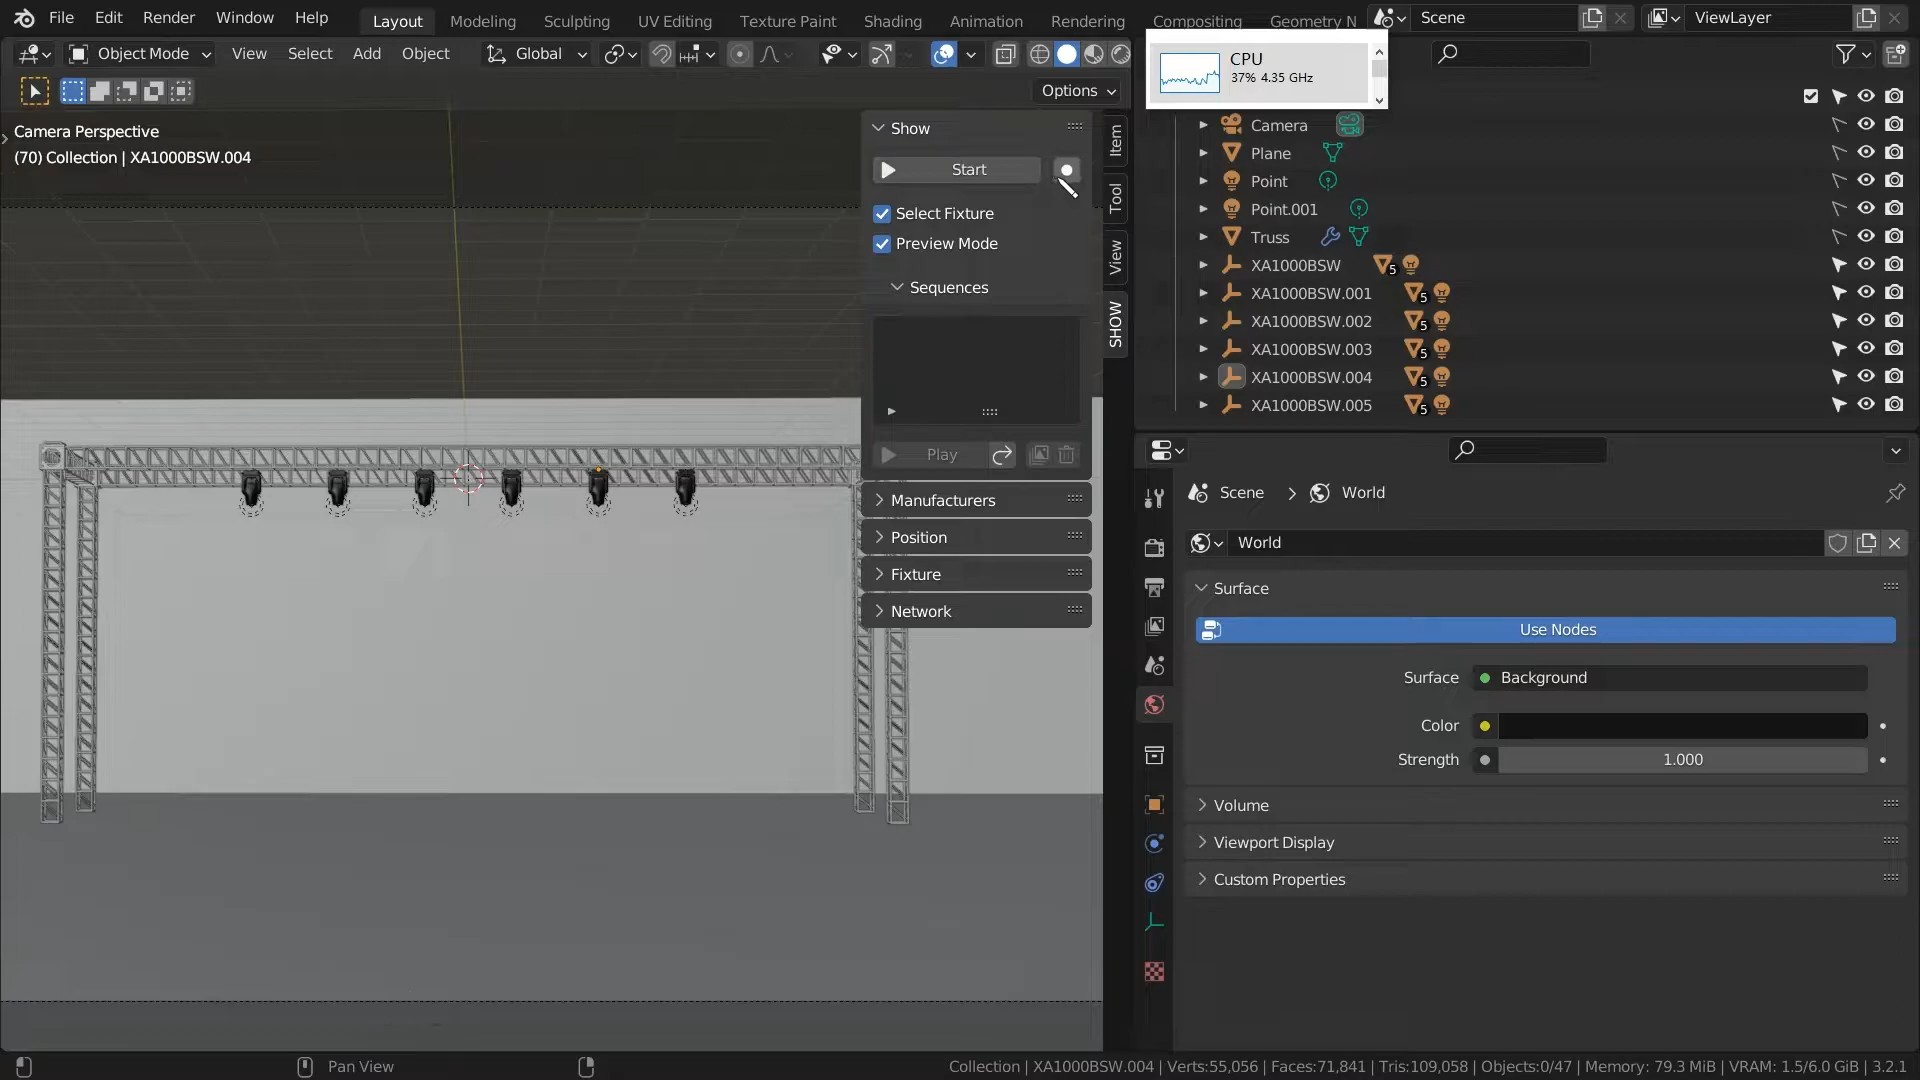 File Edit Render Window Help Layout Modeling Sculpting UV Editing Texture Paint Shading Animation Rendering Compositing Geometry N Scene ViewLayer
Object Mode View Select Add Object Global
Options
CPU
37% 4.35 GHz
Camera Perspective
(70) Collection | XA1000BSW.004
Show
Start
Select Fixture
Preview Mode
Sequences
Play
Manufacturers
Position
Fixture
Network
Item
Tool
View
SHOW
Camera
Plane
Point
Point.001
Truss
XA1000BSW 5
XA1000BSW.001 5
XA1000BSW.002 5
XA1000BSW.003 5
XA1000BSW.004 5
XA1000BSW.005 5
Scene World
World
Surface
Use Nodes
Surface Background
Color
Strength 1.000
Volume
Viewport Display
Custom Properties
Pan View
Collection | XA1000BSW.004 | Verts:55,056 | Faces:71,841 | Tris:109,058 | Objects:0/47 | Memory: 79.3 MiB | VRAM: 1.5/6.0 GiB | 3.2.1